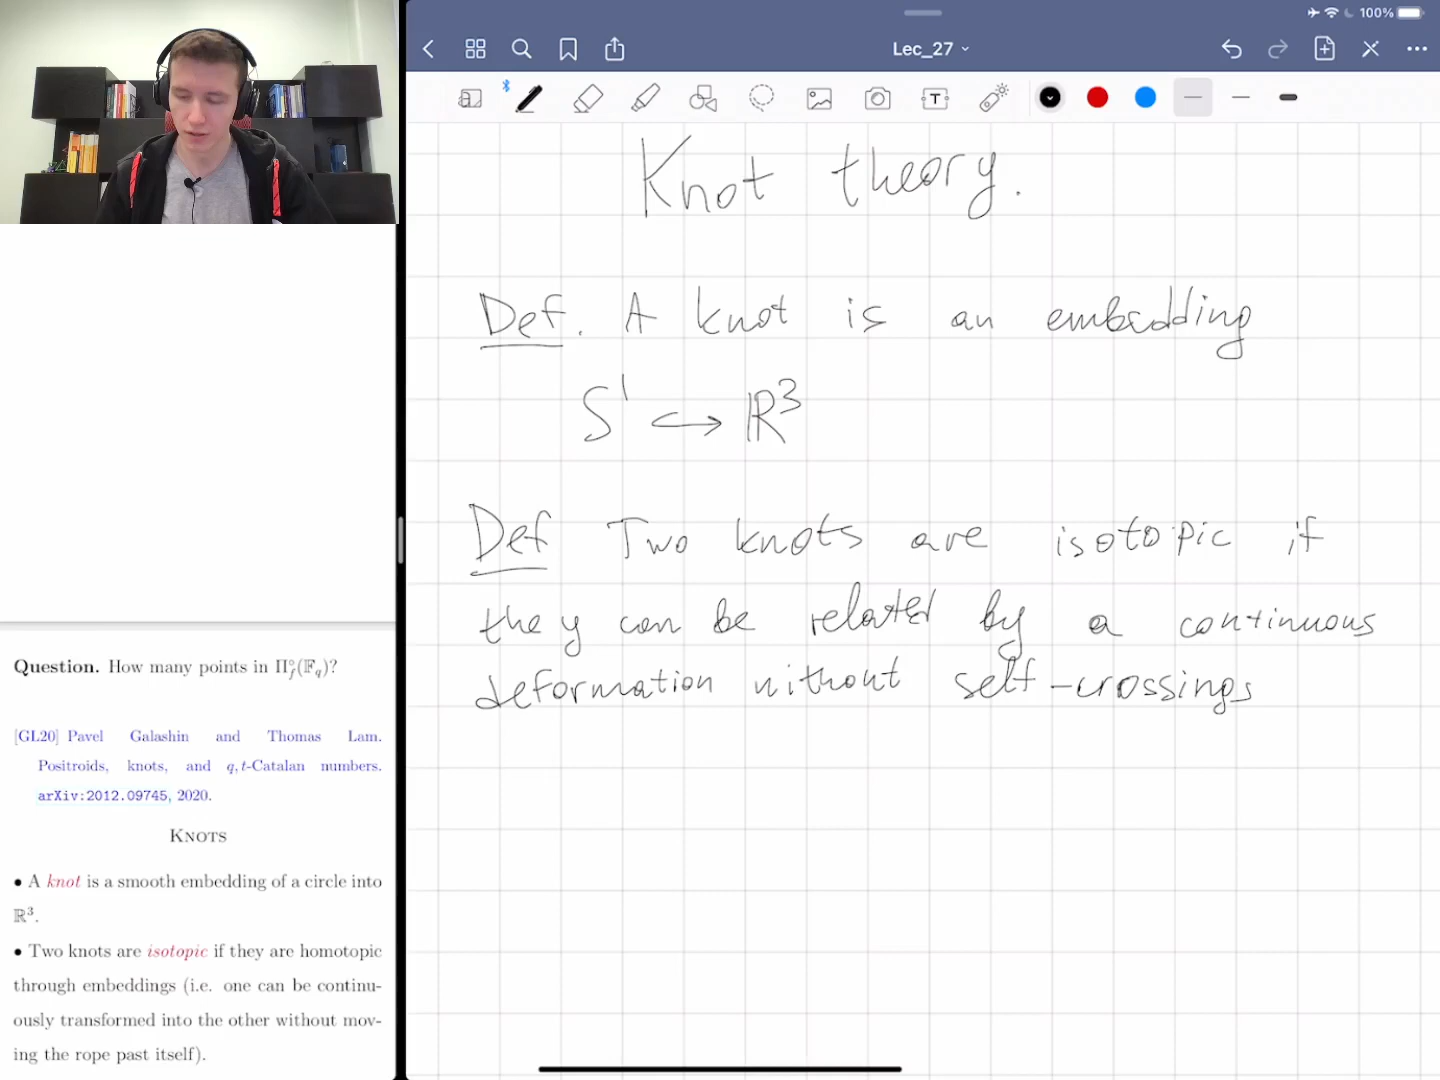 100%
Lec_27
T
Knot theory.
Def. A knot is an embedding
S¹ ↪ ℝ³
Def Two knots are isotopic if
they can be related by a continuous
deformation without self-crossings
Question. How many points in Π°_f(𝔽_q)?
[GL20] Pavel Galashin and Thomas Lam.
Positroids, knots, and q,t-Catalan numbers.
arXiv:2012.09745, 2020.
Knots
• A knot is a smooth embedding of a circle into
ℝ³.
• Two knots are isotopic if they are homotopic
through embeddings (i.e. one can be continu-
ously transformed into the other without mov-
ing the rope past itself).